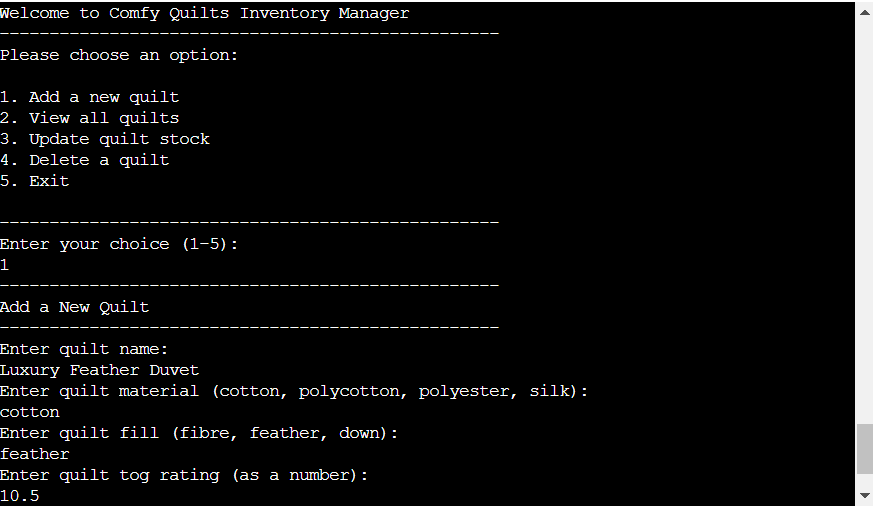 Welcome to Comfy Quilts Inventory Manager
--------------------------------------------------
Please choose an option:
1. Add a new quilt
2. View all quilts
3. Update quilt stock
4. Delete a quilt
5. Exit
--------------------------------------------------
Enter your choice (1-5):
1
--------------------------------------------------
Add a New Quilt
--------------------------------------------------
Enter quilt name:
Luxury Feather Duvet
Enter quilt material (cotton, polycotton, polyester, silk):
cotton
Enter quilt fill (fibre, feather, down):
feather
Enter quilt tog rating (as a number):
10.5